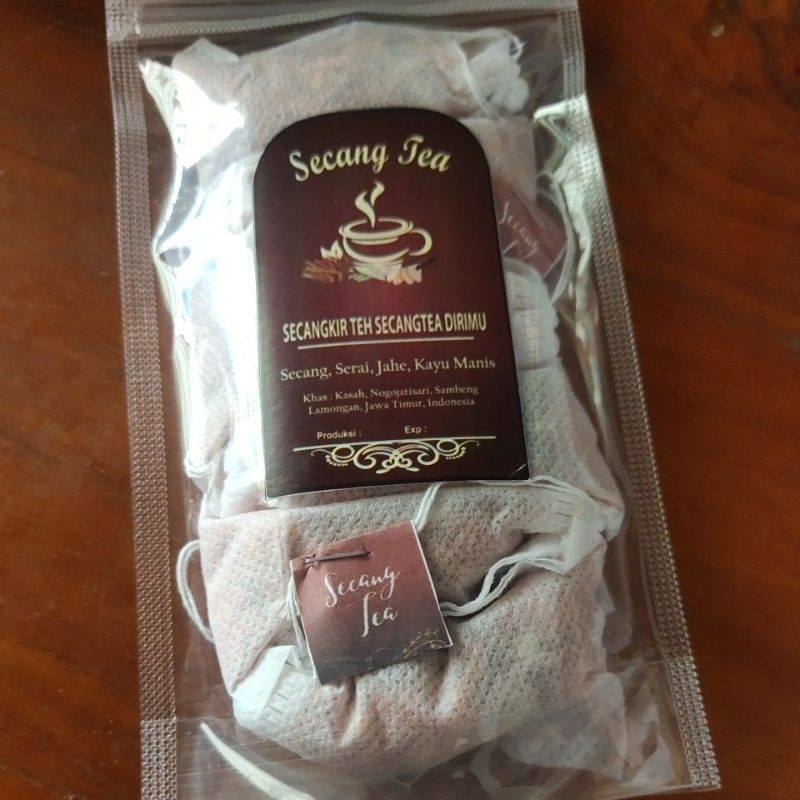 Secang Tea
Secang
SECANGKIR TEH SECANGTEA DIRIMU
Secang, Serai, Jahe, Kayu Manis
Khas : Kasah, Nogojatisari, Sambeng
Lamongan, Jawa Timur, Indonesia
Produksi : Exp :
Secang
Tea